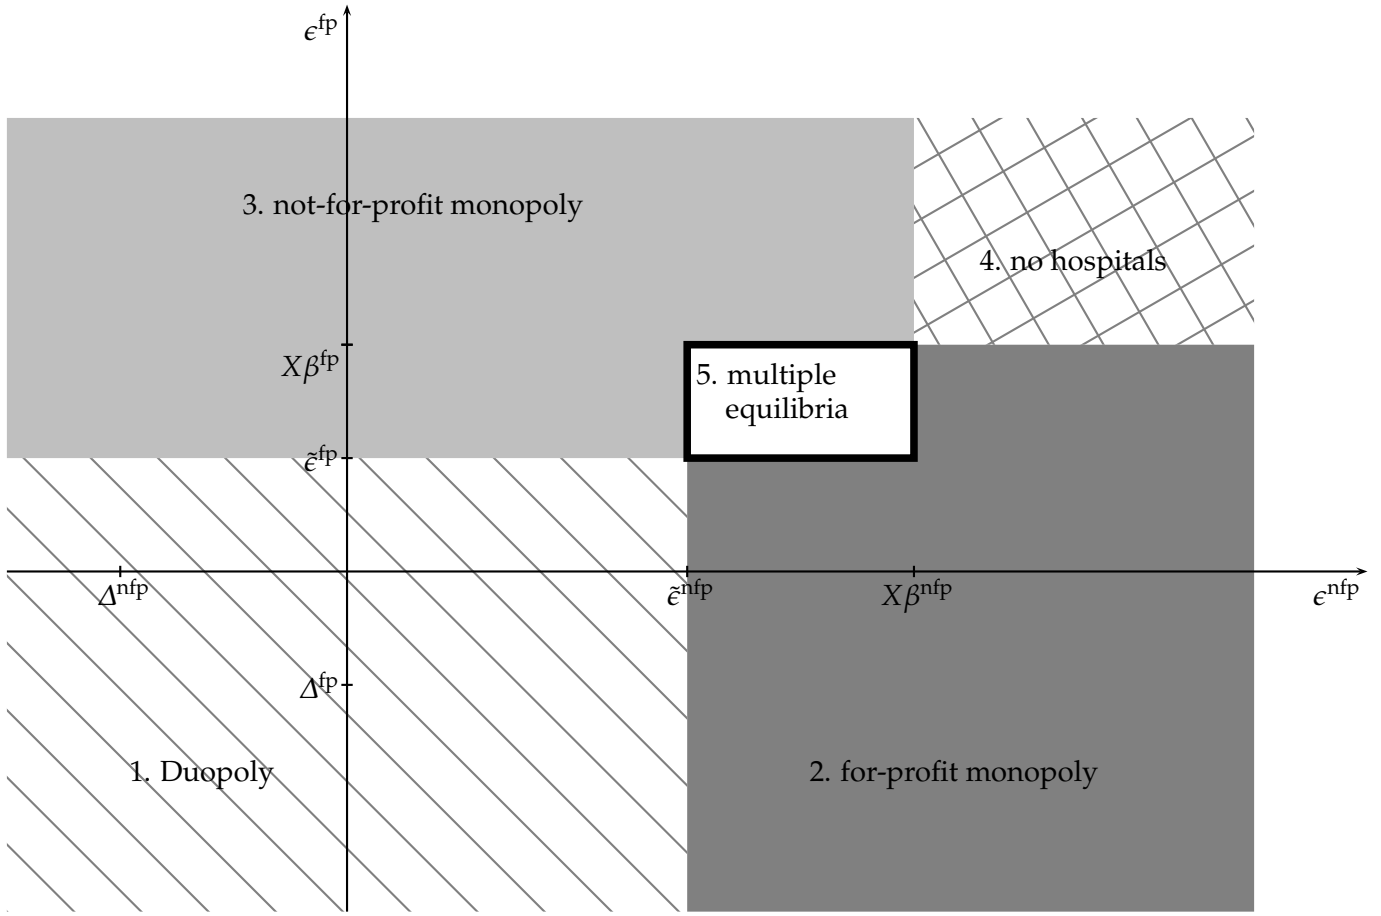 ϵ^fp
3. not-for-profit monopoly
4. no hospitals
Xβ^fp
5. multiple
equilibria
ϵ̃^fp
Δ^nfp
ϵ̃^nfp
Xβ^nfp
ϵ^nfp
Δ^fp
1. Duopoly
2. for-profit monopoly